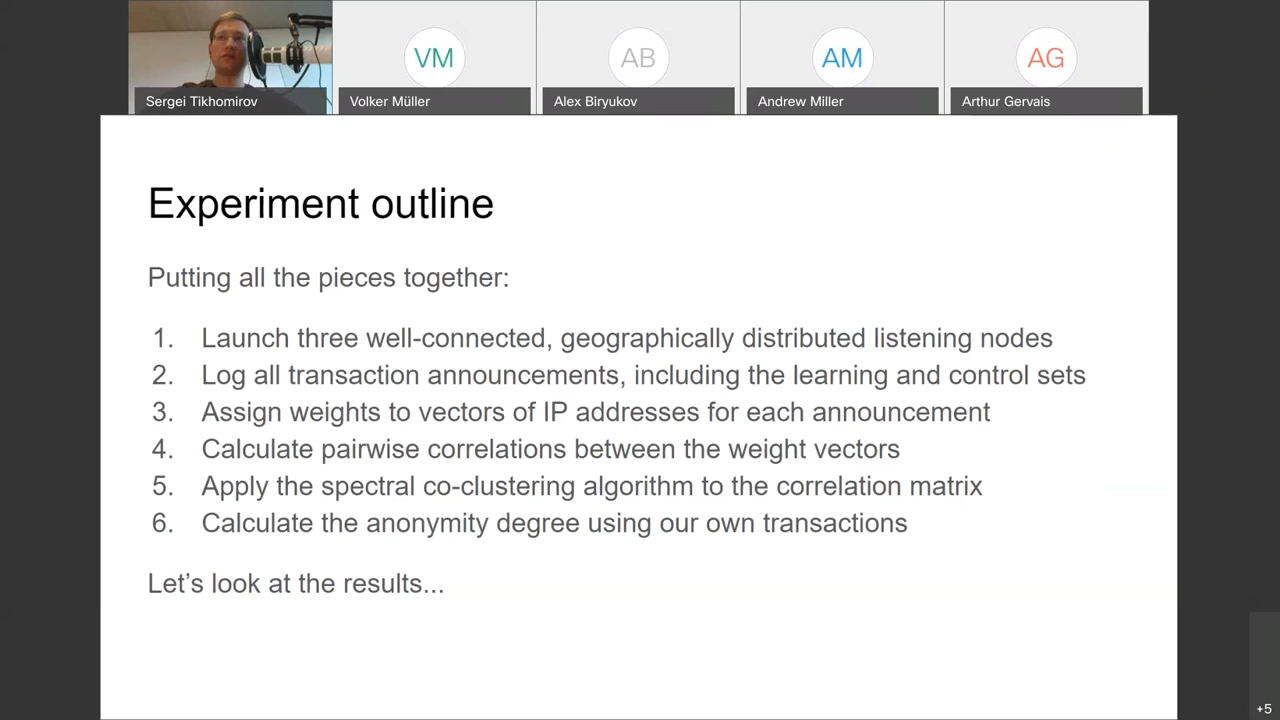 VM
AB
AM
AG
Sergei Tikhomirov
Volker Müller
Alex Biryukov
Andrew Miller
Arthur Gervais
Experiment outline
Putting all the pieces together:
1. Launch three well-connected, geographically distributed listening nodes
2. Log all transaction announcements, including the learning and control sets
3. Assign weights to vectors of IP addresses for each announcement
4. Calculate pairwise correlations between the weight vectors
5. Apply the spectral co-clustering algorithm to the correlation matrix
6. Calculate the anonymity degree using our own transactions
Let's look at the results...
+5